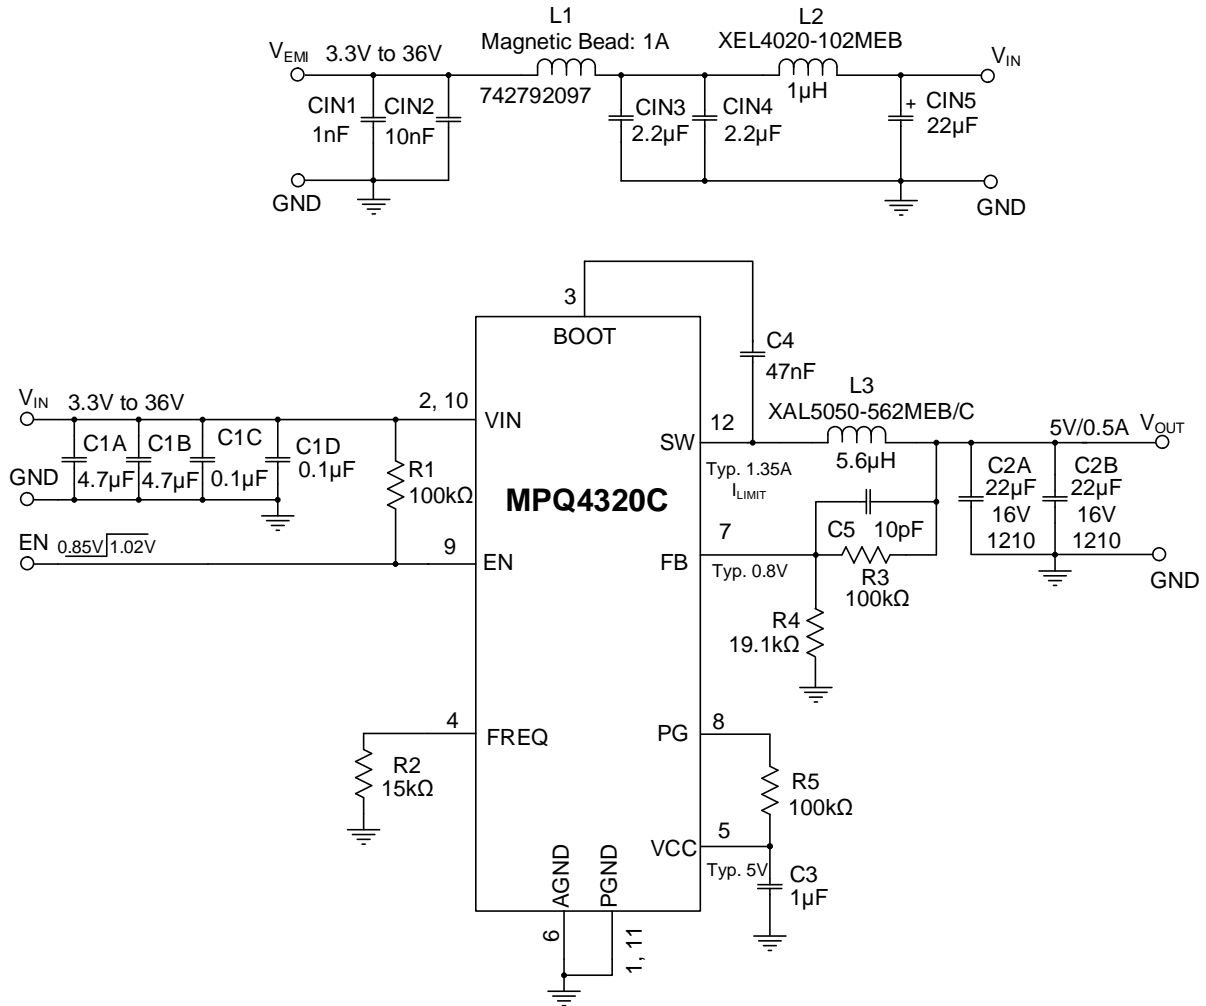 L1
Magnetic Bead: 1A
L2
XEL4020-102MEB
VEMI 3.3V to 36V
VIN
742792097
1µH
CIN1
1nF
CIN2
10nF
CIN3
2.2µF
CIN4
2.2µF
+ CIN5
22µF
GND
GND
3
BOOT
C4
47nF
VIN 3.3V to 36V
2, 10
VIN
C1A
4.7µF
C1B
4.7µF
C1C
0.1µF
C1D
0.1µF
GND
R1
100kΩ
EN 0.85V 1.02V
9
EN
MPQ4320C
12
SW
Typ. 1.35A
ILIMIT
L3
XAL5050-562MEB/C
5.6µH
5V/0.5A
VOUT
C2A
22µF
16V
1210
C2B
22µF
16V
1210
GND
7
FB
Typ. 0.8V
C5
10pF
R3
100kΩ
R4
19.1kΩ
4
FREQ
R2
15kΩ
8
PG
R5
100kΩ
5
VCC
Typ. 5V
C3
1µF
AGND
PGND
6
1, 11